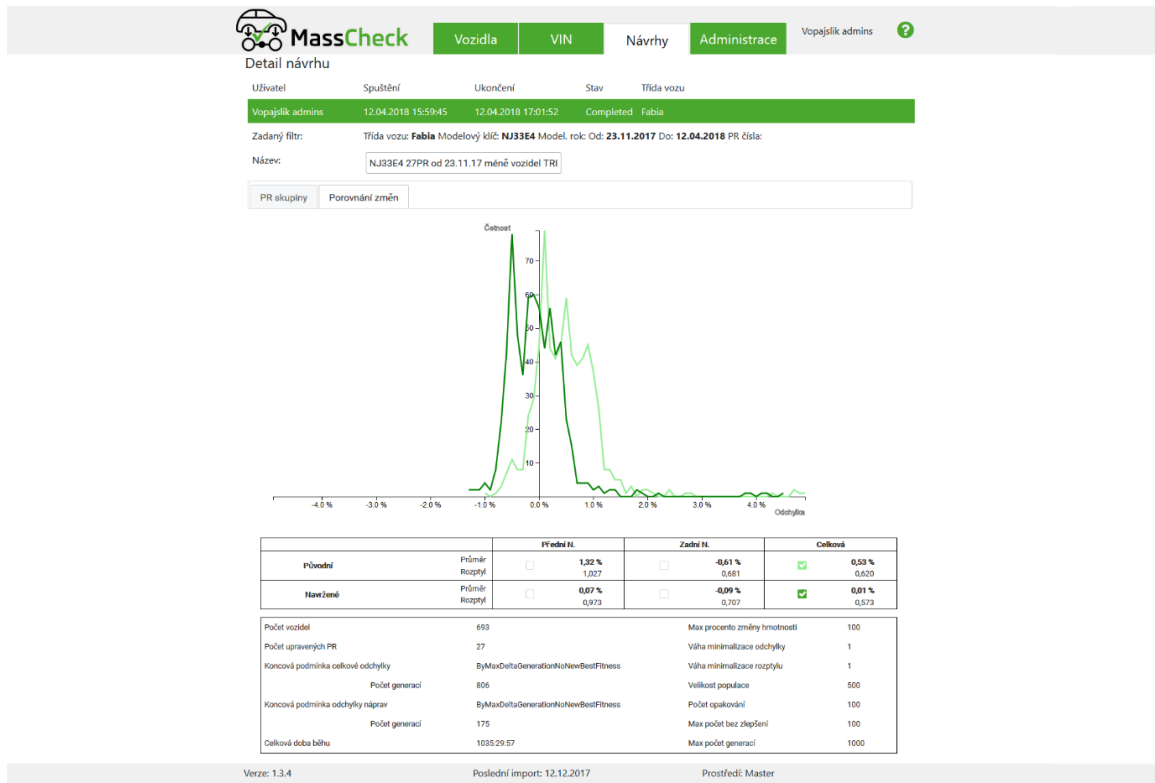 MassCheck
Vozidla VIN Návrhy Administrace Vopajslik admins ?
Detail návrhu
Uživatel Spuštění Ukončení Stav Třída vozu
Vopajslik admins 12.04.2018 15:59:45 12.04.2018 17:01:52 Completed Fabia
Zadaný filtr: Třída vozu: Fabia Modelový klíč: NJ33E4 Model. rok: Od: 23.11.2017 Do: 12.04.2018 PR čísla:
Název: NJ33E4 27PR od 23.11.17 méně vozidel TRI
PR skupiny Porovnání změn
Četnost
70
60
50
40
30
20
10
-4.0 % -3.0 % -2.0 % -1.0 % 0.0 % 1.0 % 2.0 % 3.0 % 4.0 %
Odchylka
Přední N. Zadní N. Celková
Původní Průměr 1,32 % -0,61 % 0,53 %
Rozptyl 1,027 0,681 0,620
Navržené Průměr 0,07 % -0,09 % 0,01 %
Rozptyl 0,973 0,707 0,573
Počet vozidel 693 Max procento změny hmotnosti 100
Počet upravených PR 27 Váha minimalizace odchylky 1
Koncová podmínka celkové odchylky ByMaxDeltaGenerationNoNewBestFitness Váha minimalizace rozptylu 1
Počet generací 806 Velikost populace 500
Koncová podmínka odchylky náprav ByMaxDeltaGenerationNoNewBestFitness Počet opakování 100
Počet generací 175 Max počet bez zlepšení 100
Celková doba běhu 1035:29:57 Max počet generací 1000
Verze: 1.3.4 Poslední import: 12.12.2017 Prostředí: Master